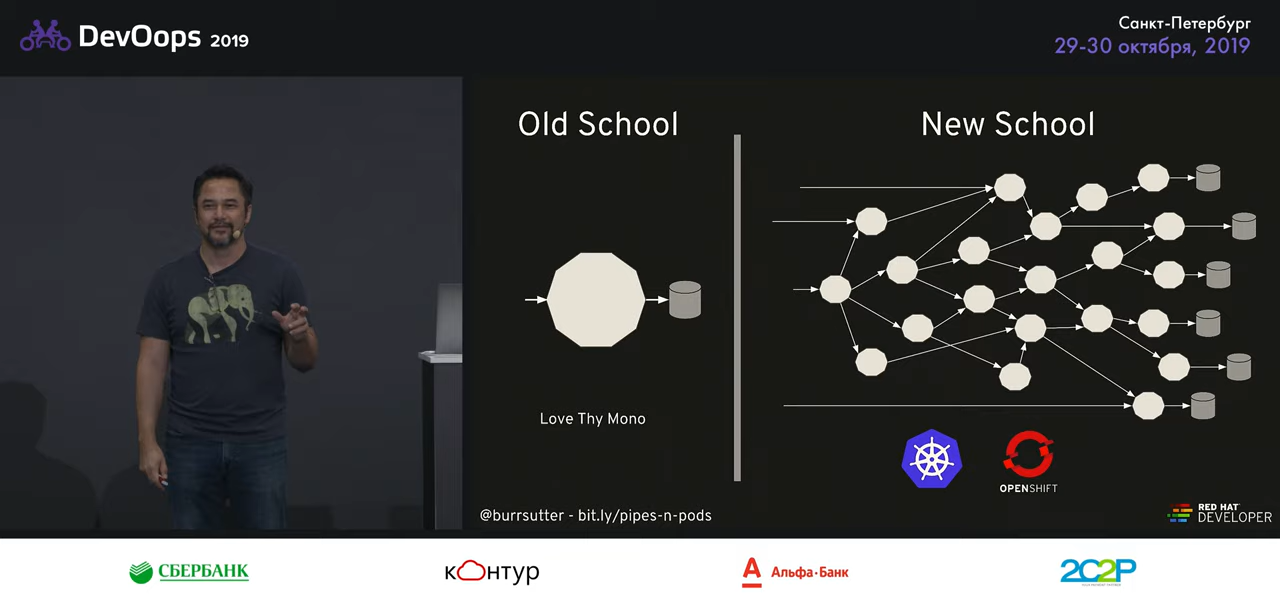 DevOops 2019
Санкт-Петербург
29-30 октября, 2019
Old School
New School
Love Thy Mono
OPENSHIFT
@burrsutter - bit.ly/pipes-n-pods
RED HAT
DEVELOPER
СБЕРБАНК
кОнтур
Альфа·Банк
2C2P